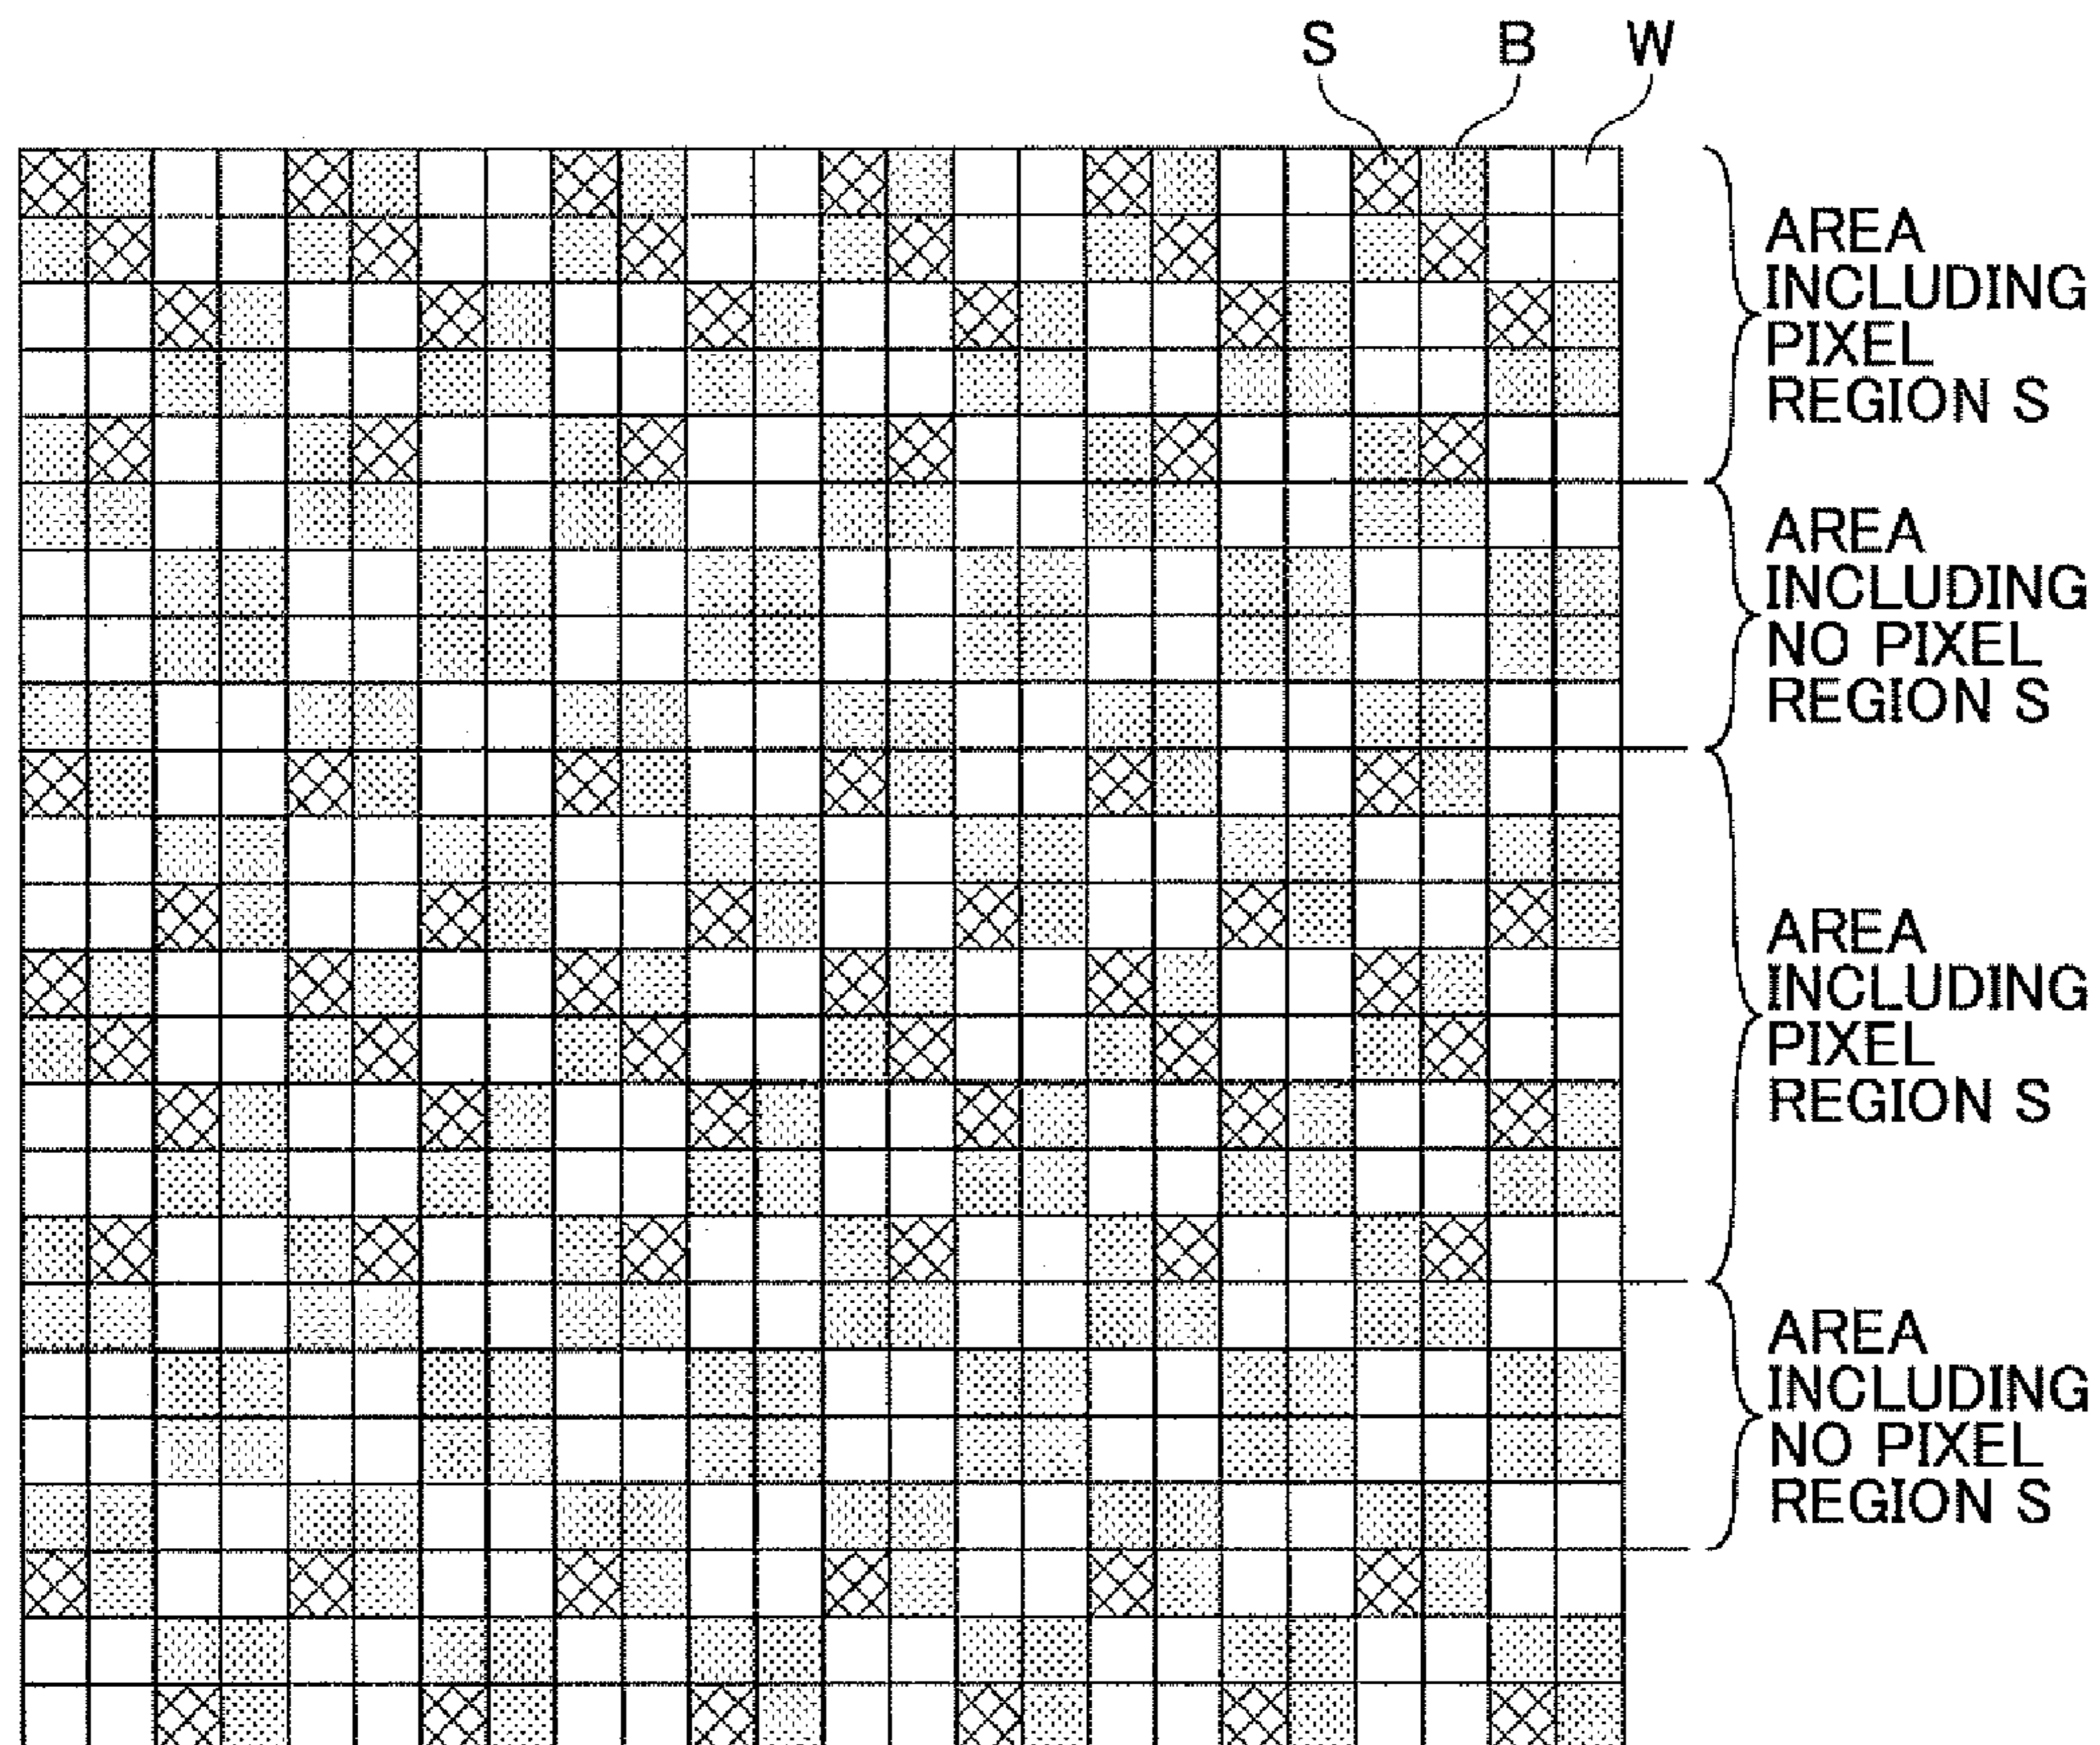 S B W
AREA
INCLUDING
PIXEL
REGION S
AREA
INCLUDING
NO PIXEL
REGION S
AREA
INCLUDING
PIXEL
REGION S
AREA
INCLUDING
NO PIXEL
REGION S